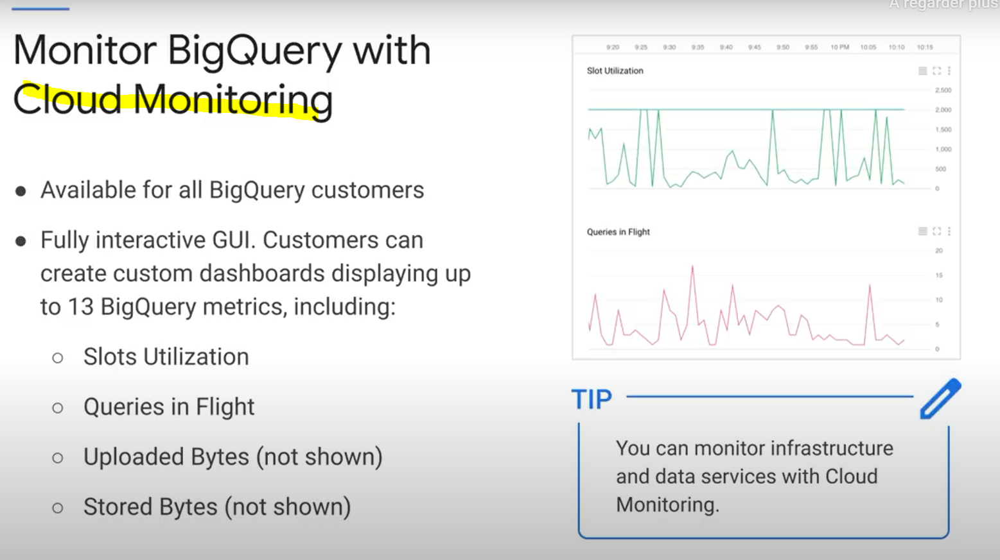 A regarder plus
Monitor BigQuery with
Cloud Monitoring
● Available for all BigQuery customers
● Fully interactive GUI. Customers can
create custom dashboards displaying up
to 13 BigQuery metrics, including:
○ Slots Utilization
○ Queries in Flight
○ Uploaded Bytes (not shown)
○ Stored Bytes (not shown)
9:20 9:25 9:30 9:35 9:40 9:45 9:50 9:55 10 PM 10:05 10:10 10:15
Slot Utilization
2,500
2,000
1,500
1,000
500
0
Queries in Flight
20
15
10
5
0
TIP
You can monitor infrastructure
and data services with Cloud
Monitoring.